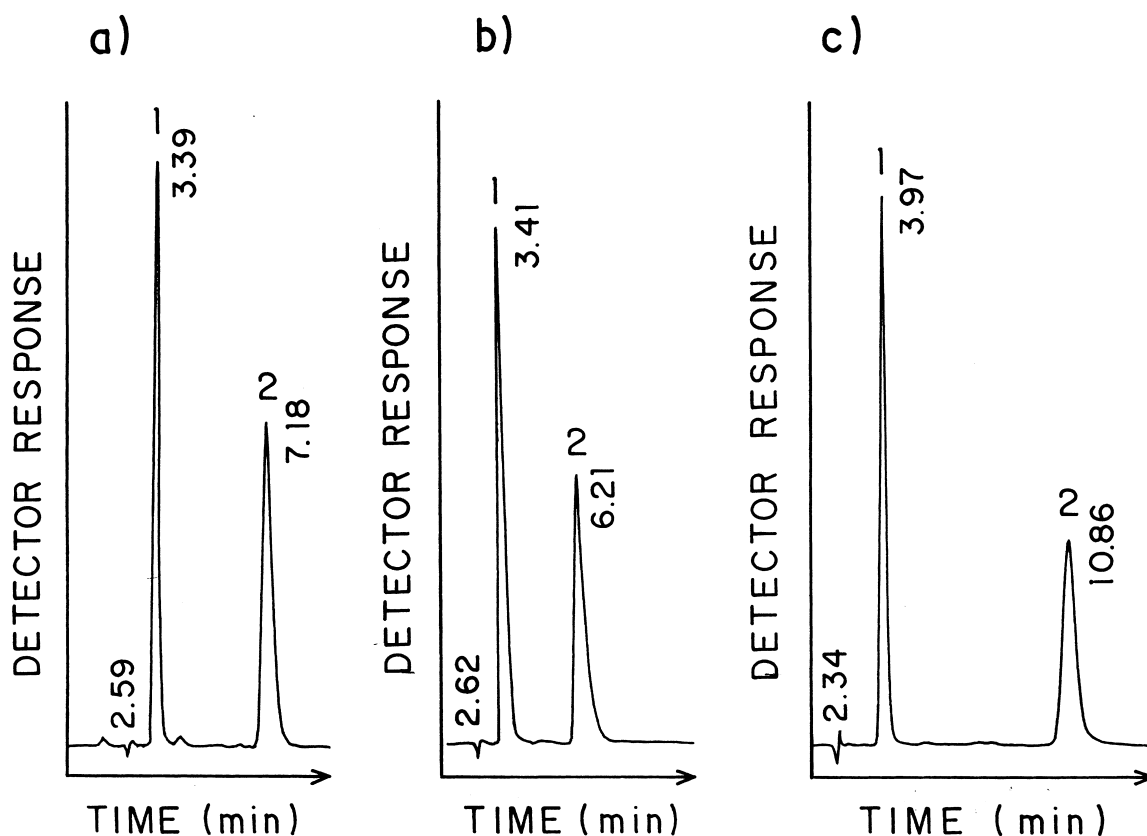 a)
1
3.39
2
7.18
2.59
DETECTOR RESPONSE
TIME (min)
b)
1
3.41
2
6.21
2.62
DETECTOR RESPONSE
TIME (min)
c)
1
3.97
2
10.86
2.34
DETECTOR RESPONSE
TIME (min)